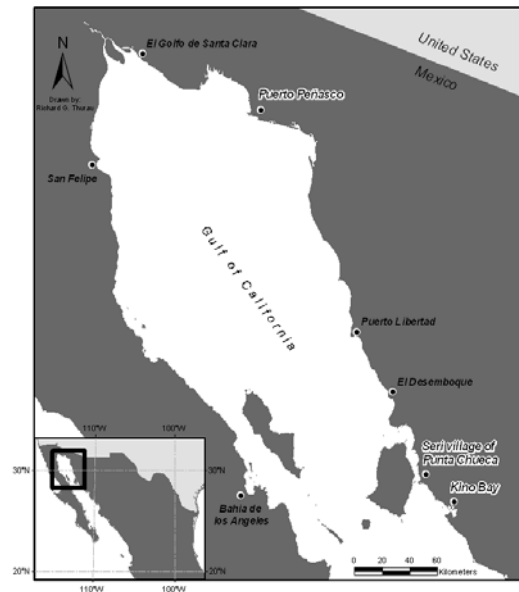 El Golfo de Santa Clara
United States
Mexico
N
Drawn by:
Richard G. Thurau
Puerto Peñasco
San Felipe
Gulf of California
Puerto Libertad
El Desemboque
Seri village of
Punta Chueca
Kino Bay
Bahia de
los Angeles
110°W 100°W
30°N
30°N
20°N
20°N
110°W 100°W
0 20 40 60
Kilometers